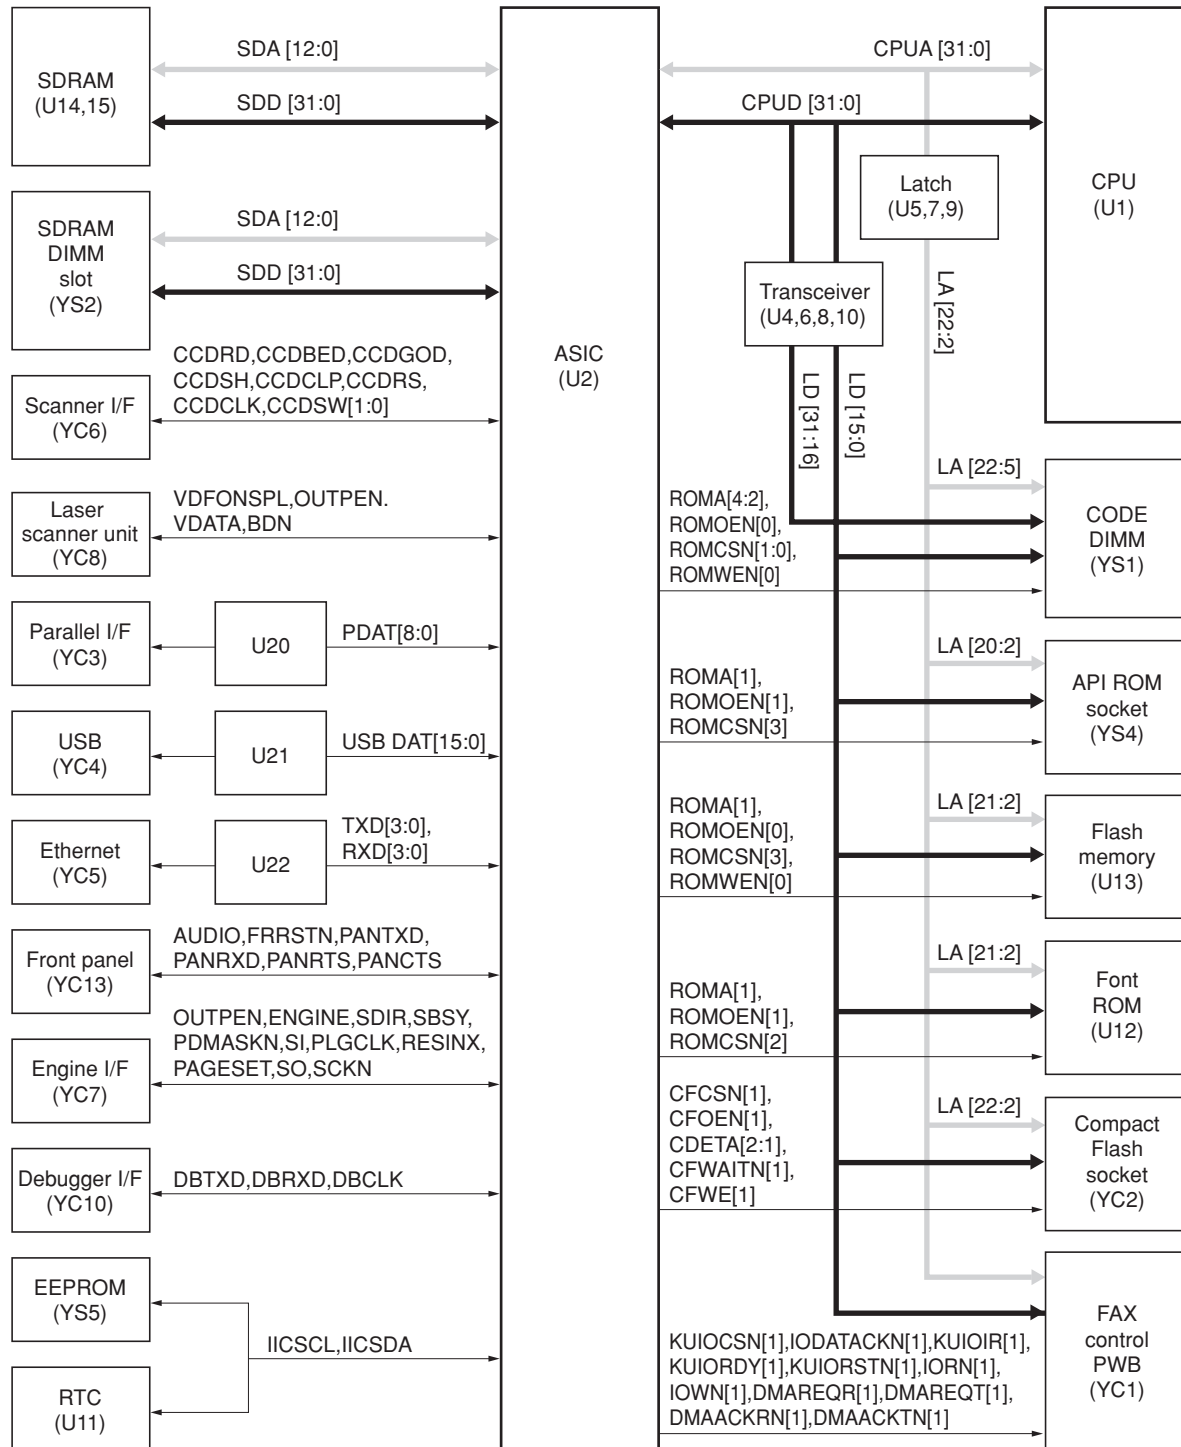 SDRAM
(U14,15)
SDA [12:0]
SDD [31:0]
SDRAM
DIMM
slot
(YS2)
SDA [12:0]
SDD [31:0]
Scanner I/F
(YC6)
CCDRD,CCDBED,CCDGOD,
CCDSH,CCDCLP,CCDRS,
CCDCLK,CCDSW[1:0]
Laser
scanner unit
(YC8)
VDFONSPL,OUTPEN.
VDATA,BDN
Parallel I/F
(YC3)
U20
PDAT[8:0]
USB
(YC4)
U21
USB DAT[15:0]
Ethernet
(YC5)
U22
TXD[3:0],
RXD[3:0]
Front panel
(YC13)
AUDIO,FRRSTN,PANTXD,
PANRXD,PANRTS,PANCTS
Engine I/F
(YC7)
OUTPEN,ENGINE,SDIR,SBSY,
PDMASKN,SI,PLGCLK,RESINX,
PAGESET,SO,SCKN
Debugger I/F
(YC10)
DBTXD,DBRXD,DBCLK
EEPROM
(YS5)
IICSCL,IICSDA
RTC
(U11)
ASIC
(U2)
CPUA [31:0]
CPUD [31:0]
Latch
(U5,7,9)
CPU
(U1)
Transceiver
(U4,6,8,10)
LA [22:2]
LD [31:16]
LD [15:0]
LA [22:5]
ROMA[4:2],
ROMOEN[0],
ROMCSN[1:0],
ROMWEN[0]
CODE
DIMM
(YS1)
LA [20:2]
ROMA[1],
ROMOEN[1],
ROMCSN[3]
API ROM
socket
(YS4)
LA [21:2]
ROMA[1],
ROMOEN[0],
ROMCSN[3],
ROMWEN[0]
Flash
memory
(U13)
LA [21:2]
ROMA[1],
ROMOEN[1],
ROMCSN[2]
Font
ROM
(U12)
LA [22:2]
CFCSN[1],
CFOEN[1],
CDETA[2:1],
CFWAITN[1],
CFWE[1]
Compact
Flash
socket
(YC2)
KUIOCSN[1],IODATACKN[1],KUIOIR[1],
KUIORDY[1],KUIORSTN[1],IORN[1],
IOWN[1],DMAREQR[1],DMAREQT[1],
DMAACKRN[1],DMAACKTN[1]
FAX
control
PWB
(YC1)